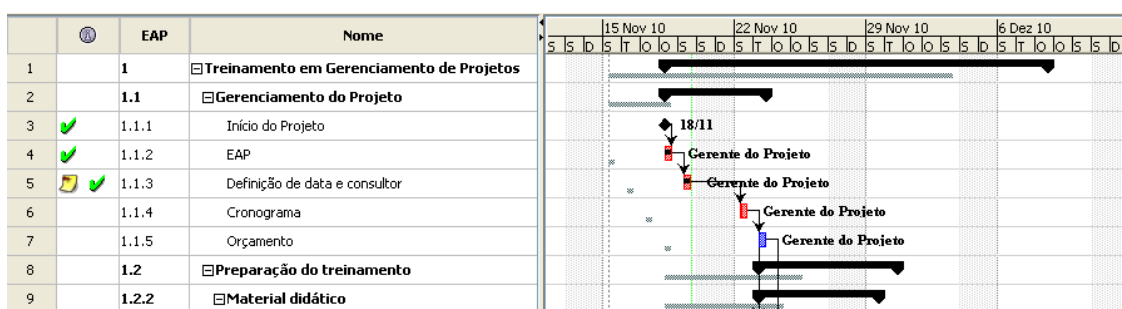 EAP Nome
15 Nov 10 22 Nov 10 29 Nov 10 6 Dez 10
S S D S T O O S S D S T O O S S D S T O O S S D S T O O S S D
1 1 Treinamento em Gerenciamento de Projetos
2 1.1 Gerenciamento do Projeto
3 1.1.1 Início do Projeto 18/11
4 1.1.2 EAP Gerente do Projeto
5 1.1.3 Definição de data e consultor Gerente do Projeto
6 1.1.4 Cronograma Gerente do Projeto
7 1.1.5 Orçamento Gerente do Projeto
8 1.2 Preparação do treinamento
9 1.2.2 Material didático